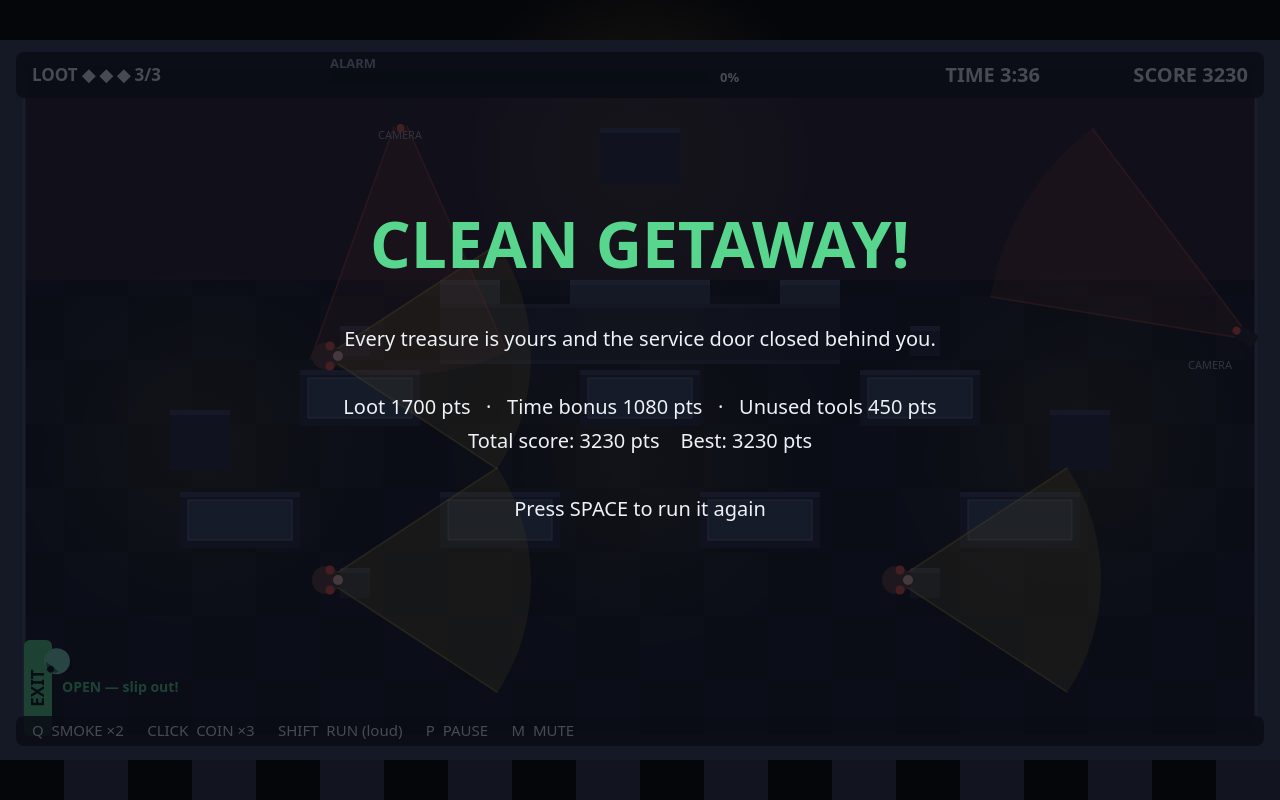 LOOT ◆ ◆ ◆ 3/3
ALARM
0%
TIME 3:36
SCORE 3230
CAMERA
CLEAN GETAWAY!
Every treasure is yours and the service door closed behind you.
CAMERA
Loot 1700 pts · Time bonus 1080 pts · Unused tools 450 pts
Total score: 3230 pts Best: 3230 pts
Press SPACE to run it again
EXIT
OPEN — slip out!
Q SMOKE ×2 CLICK COIN ×3 SHIFT RUN (loud) P PAUSE M MUTE